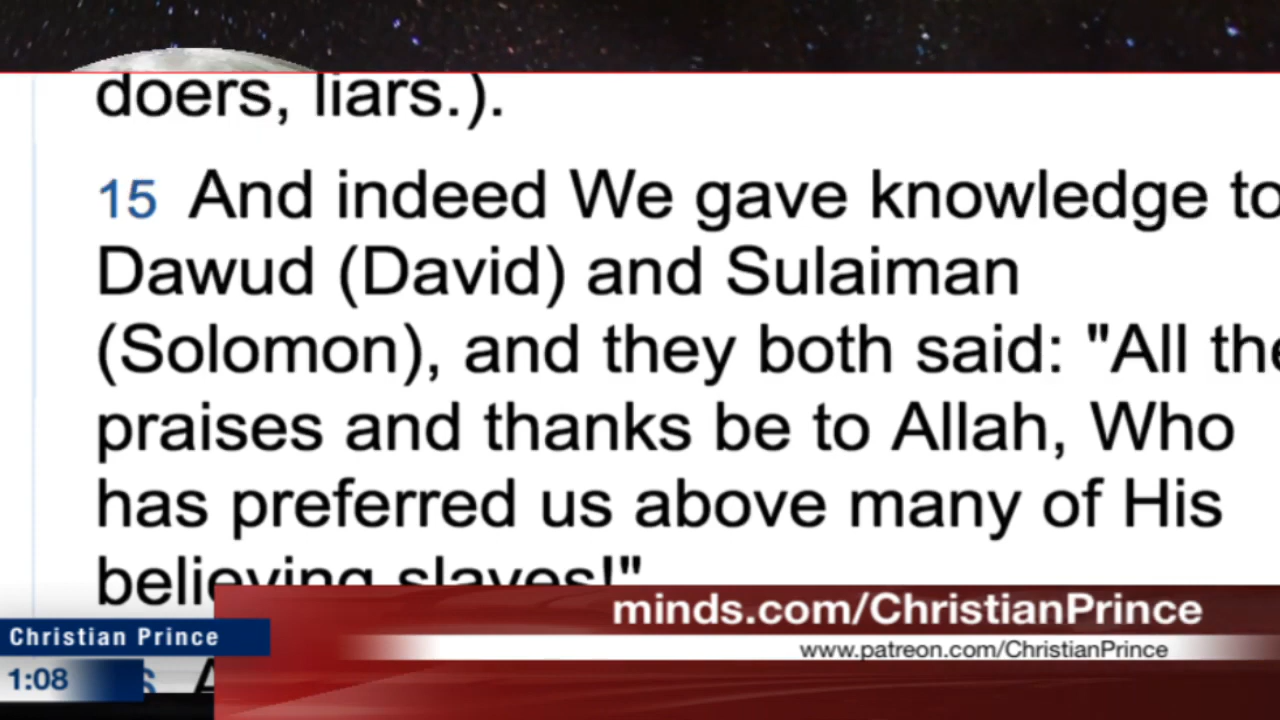 doers, liars.).
15 And indeed We gave knowledge to
Dawud (David) and Sulaiman
(Solomon), and they both said: "All the
praises and thanks be to Allah, Who
has preferred us above many of His
believing slaves!"
minds.com/ChristianPrince
Christian Prince
www.patreon.com/ChristianPrince
1:08